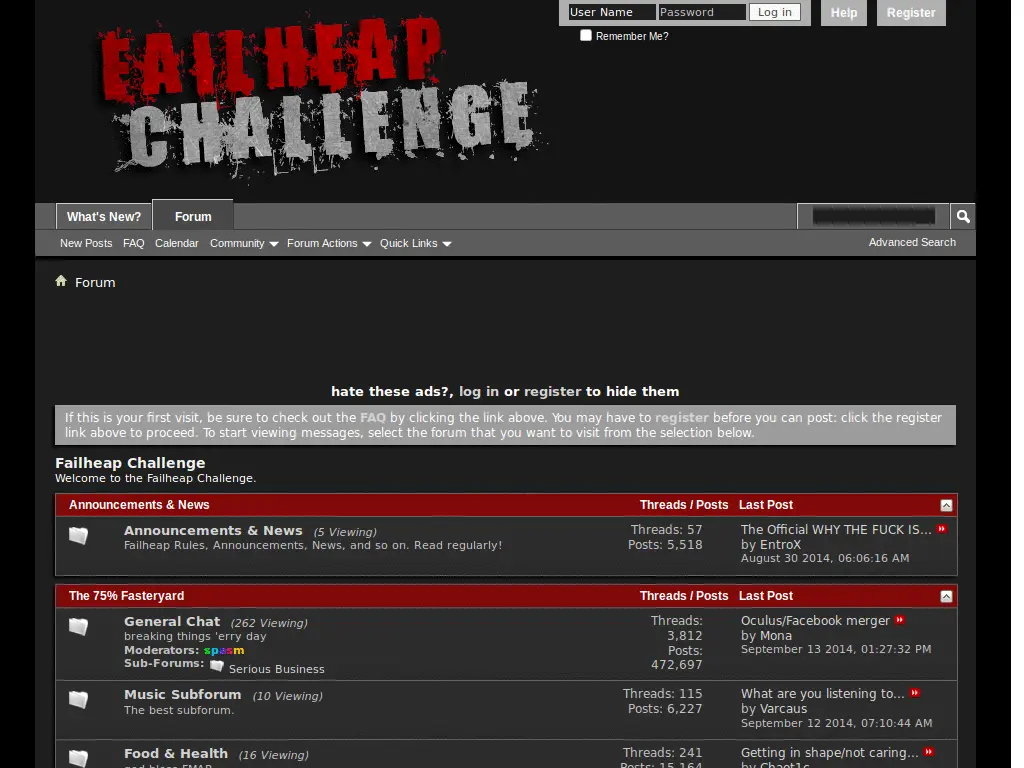 FAILHEAP
CHALLENGE
User Name Password Log in Help Register
Remember Me?
What's New? Forum
New Posts FAQ Calendar Community Forum Actions Quick Links Advanced Search
Forum
hate these ads?, log in or register to hide them
If this is your first visit, be sure to check out the FAQ by clicking the link above. You may have to register before you can post: click the register
link above to proceed. To start viewing messages, select the forum that you want to visit from the selection below.
Failheap Challenge
Welcome to the Failheap Challenge.
Announcements & News Threads / Posts Last Post
Announcements & News (5 Viewing) Threads: 57 The Official WHY THE FUCK IS...
Failheap Rules, Announcements, News, and so on. Read regularly! Posts: 5,518 by EntroX
August 30 2014, 06:06:16 AM
The 75% Fasteryard Threads / Posts Last Post
General Chat (262 Viewing) Threads: Oculus/Facebook merger
breaking things 'erry day 3,812 by Mona
Moderators: spasm Posts: September 13 2014, 01:27:32 PM
Sub-Forums: Serious Business 472,697
Music Subforum (10 Viewing) Threads: 115 What are you listening to...
The best subforum. Posts: 6,227 by Varcaus
September 12 2014, 07:10:44 AM
Food & Health (16 Viewing) Threads: 241 Getting in shape/not caring...
god bless FMAP Posts: 15,164 by Chaot1c